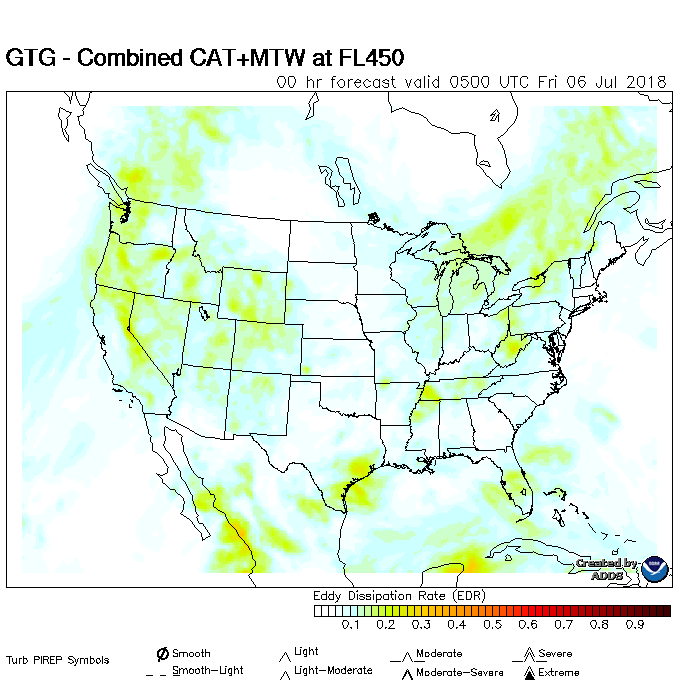 GTG - Combined CAT+MTW at FL450
00 hr forecast valid 0500 UTC Fri 06 Jul 2018
Created by
ADDS
Eddy Dissipation Rate (EDR)
0.1 0.2 0.3 0.4 0.5 0.6 0.7 0.8 0.9
Turb PIREP Symbols
Smooth
Light
Moderate
Severe
Smooth-Light
Light-Moderate
Moderate-Severe
Extreme